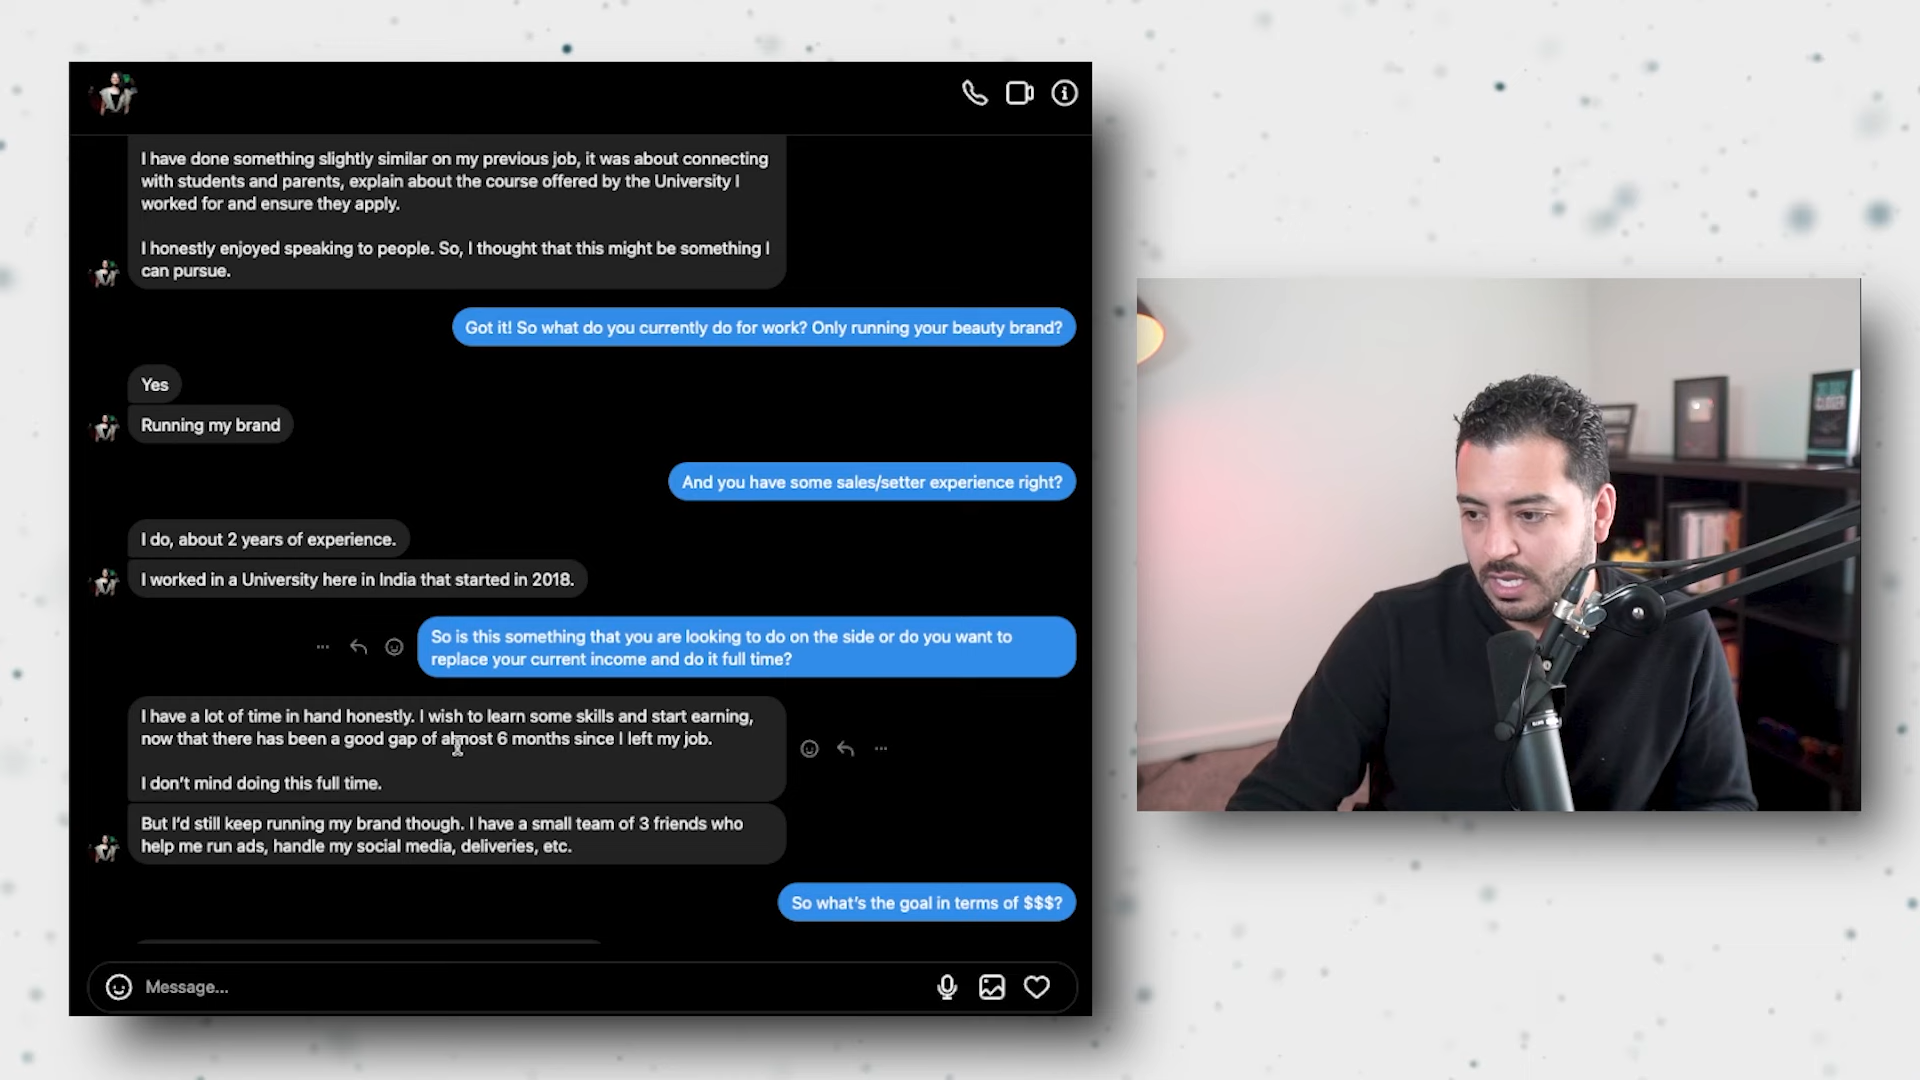 I have done something slightly similar on my previous job, it was about connecting
with students and parents, explain about the course offered by the University I
worked for and ensure they apply.
I honestly enjoyed speaking to people. So, I thought that this might be something I
can pursue.
Got it! So what do you currently do for work? Only running your beauty brand?
Yes
Running my brand
And you have some sales/setter experience right?
I do, about 2 years of experience.
I worked in a University here in India that started in 2018.
So is this something that you are looking to do on the side or do you want to
replace your current income and do it full time?
I have a lot of time in hand honestly. I wish to learn some skills and start earning,
now that there has been a good gap of almost 6 months since I left my job.
I don't mind doing this full time.
But I'd still keep running my brand though. I have a small team of 3 friends who
help me run ads, handle my social media, deliveries, etc.
So what's the goal in terms of $$$?
Message...